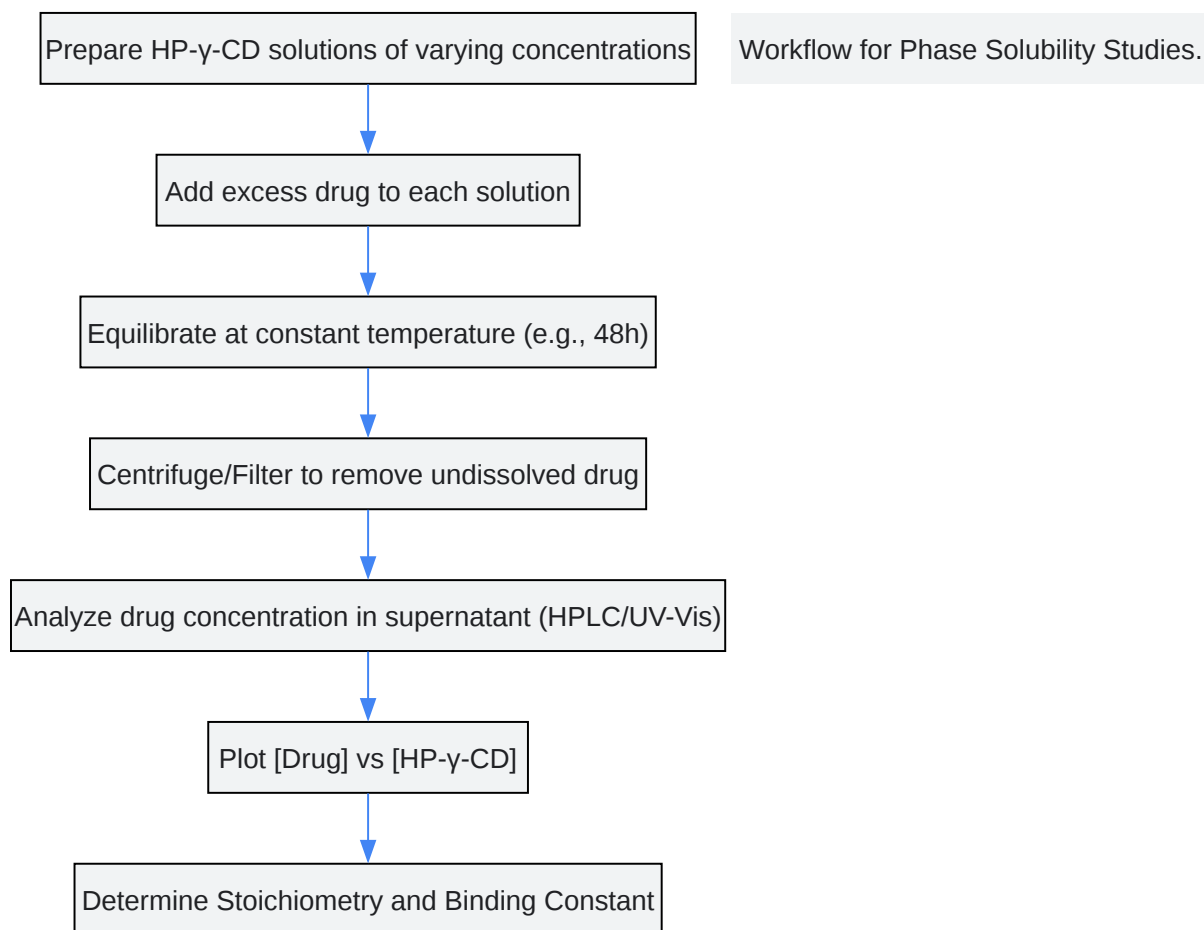 Prepare HP-γ-CD solutions of varying concentrations
Workflow for Phase Solubility Studies.
Add excess drug to each solution
Equilibrate at constant temperature (e.g., 48h)
Centrifuge/Filter to remove undissolved drug
Analyze drug concentration in supernatant (HPLC/UV-Vis)
Plot [Drug] vs [HP-γ-CD]
Determine Stoichiometry and Binding Constant